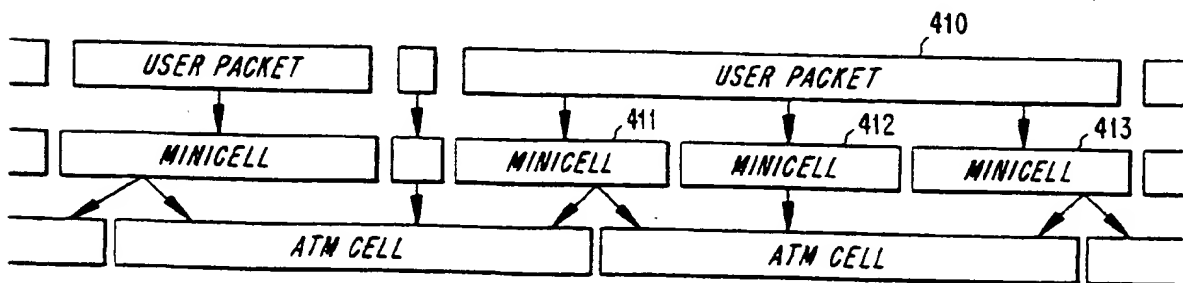 410
USER PACKET
USER PACKET
411
412
413
MINICELL
MINICELL
MINICELL
MINICELL
ATM CELL
ATM CELL